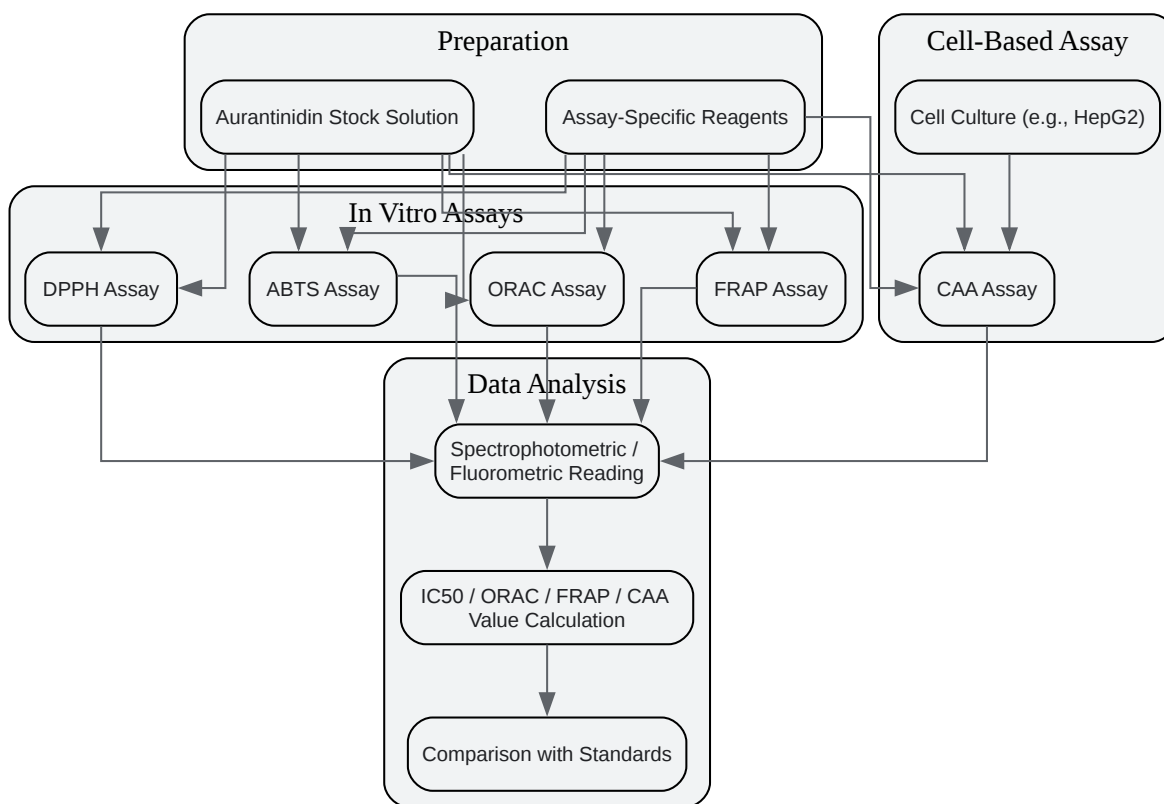 Preparation
Cell-Based Assay
Aurantinidin Stock Solution
Assay-Specific Reagents
Cell Culture (e.g., HepG2)
In Vitro Assays
DPPH Assay
ABTS Assay
ORAC Assay
FRAP Assay
CAA Assay
Data Analysis
Spectrophotometric /
Fluorometric Reading
IC50 / ORAC / FRAP / CAA
Value Calculation
Comparison with Standards